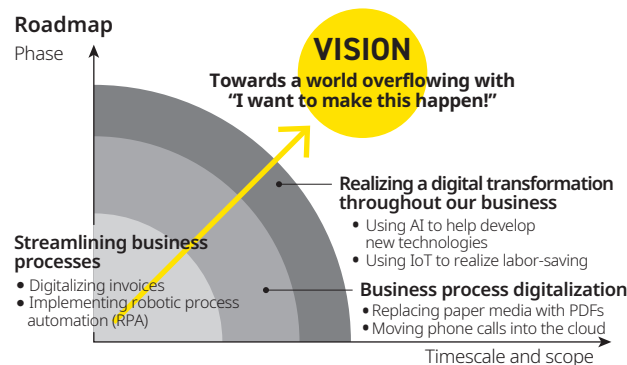 Roadmap
Phase
VISION
Towards a world overflowing with
“I want to make this happen!”
Realizing a digital transformation
throughout our business
• Using AI to help develop
new technologies
• Using IoT to realize labor-saving
Streamlining business
processes
• Digitalizing invoices
• Implementing robotic process
automation (RPA)
Business process digitalization
• Replacing paper media with PDFs
• Moving phone calls into the cloud
Timescale and scope